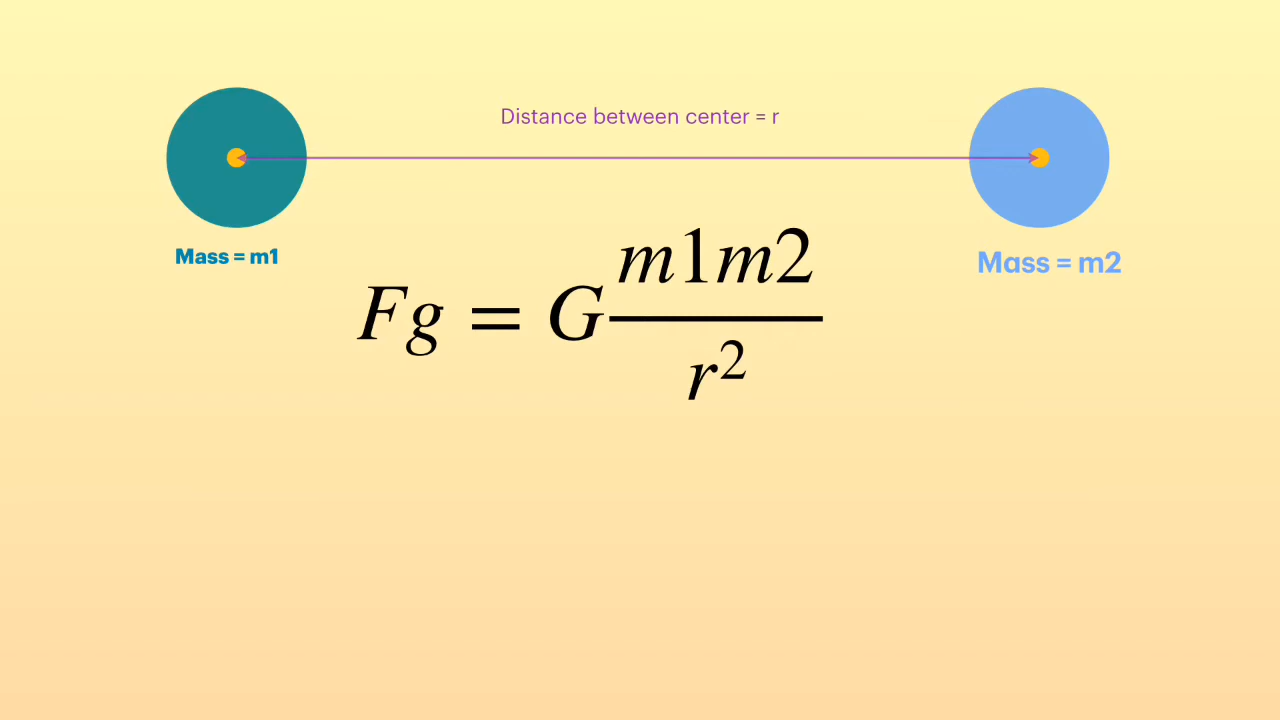 Distance between center = r
Mass = m1
Mass = m2
Fg = G m1m2 / r²